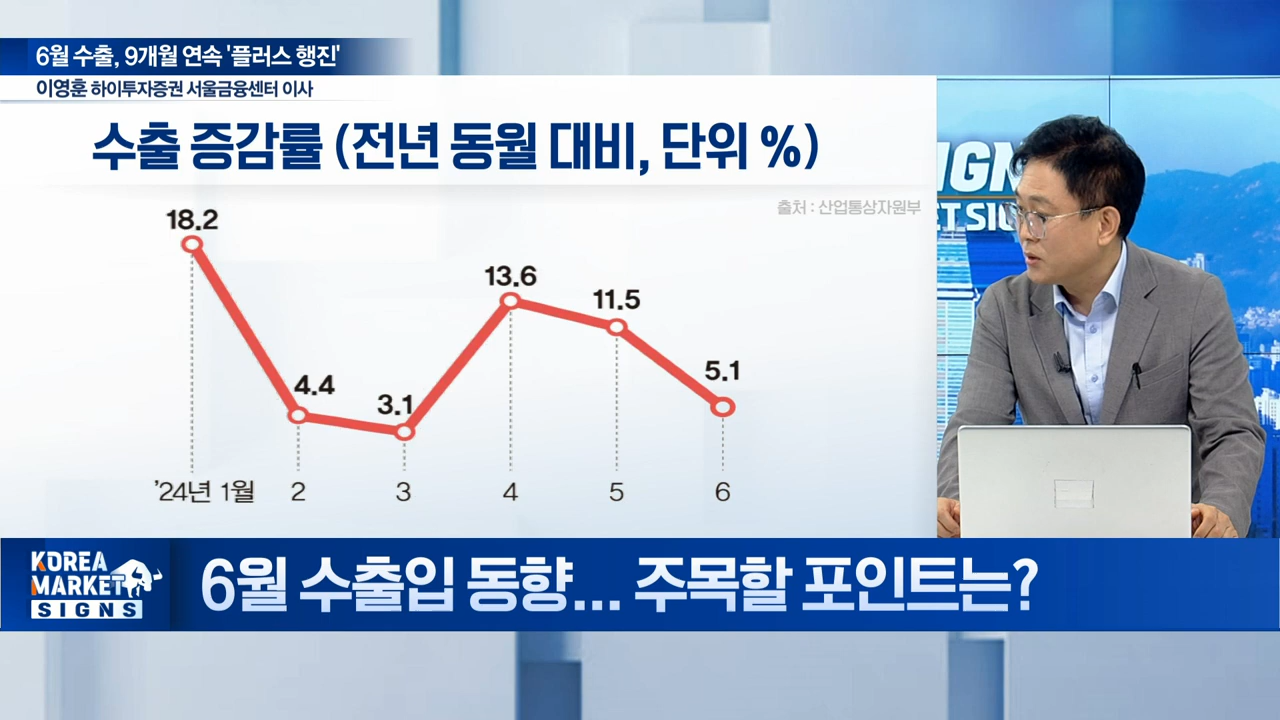 6월 수출, 9개월 연속 '플러스 행진'
이영훈 하이투자증권 서울금융센터 이사
수출 증감률 (전년 동월 대비, 단위 %)
출처 : 산업통상자원부
18.2
4.4
3.1
13.6
11.5
5.1
'24년 1월 2 3 4 5 6
IGN
ET SIG
KOREA
MARKET
SIGNS
6월 수출입 동향... 주목할 포인트는?